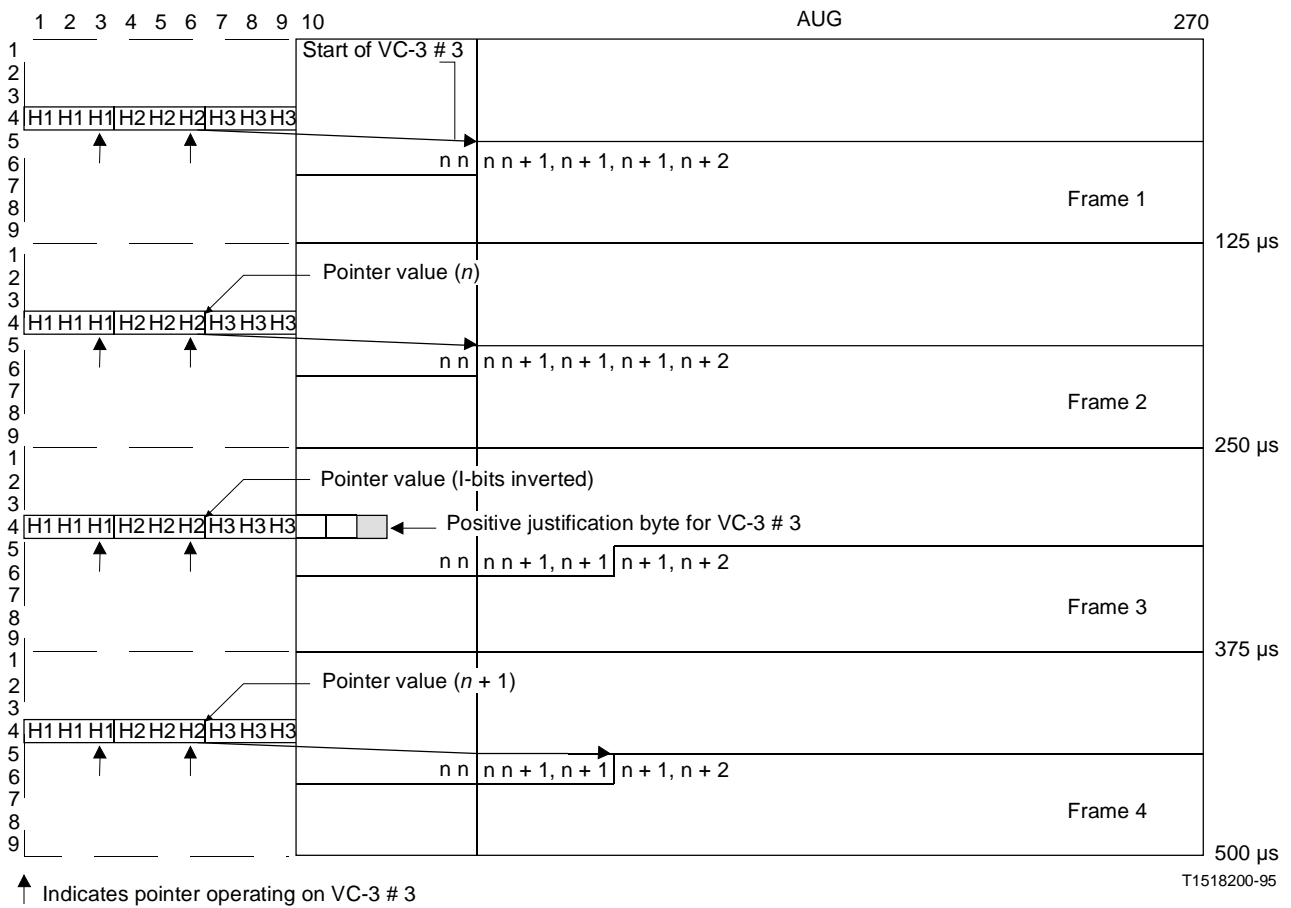 1 2 3 4 5 6 7 8 9 10 AUG 270
1
Start of VC-3 # 3
2
3
4 H1 H1 H1 H2 H2 H2 H3 H3 H3
5
6 n n n n + 1, n + 1, n + 1, n + 2
7
8 Frame 1
9
125 µs
1
2 Pointer value (n)
3
4 H1 H1 H1 H2 H2 H2 H3 H3 H3
5
6 n n n n + 1, n + 1, n + 1, n + 2
7
8 Frame 2
9
250 µs
1
2 Pointer value (I-bits inverted)
3
4 H1 H1 H1 H2 H2 H2 H3 H3 H3 Positive justification byte for VC-3 # 3
5
6 n n n n + 1, n + 1 n + 1, n + 2
7
8 Frame 3
9
375 µs
1
2 Pointer value (n + 1)
3
4 H1 H1 H1 H2 H2 H2 H3 H3 H3
5
6 n n n n + 1, n + 1 n + 1, n + 2
7
8 Frame 4
9
500 µs
T1518200-95
Indicates pointer operating on VC-3 # 3